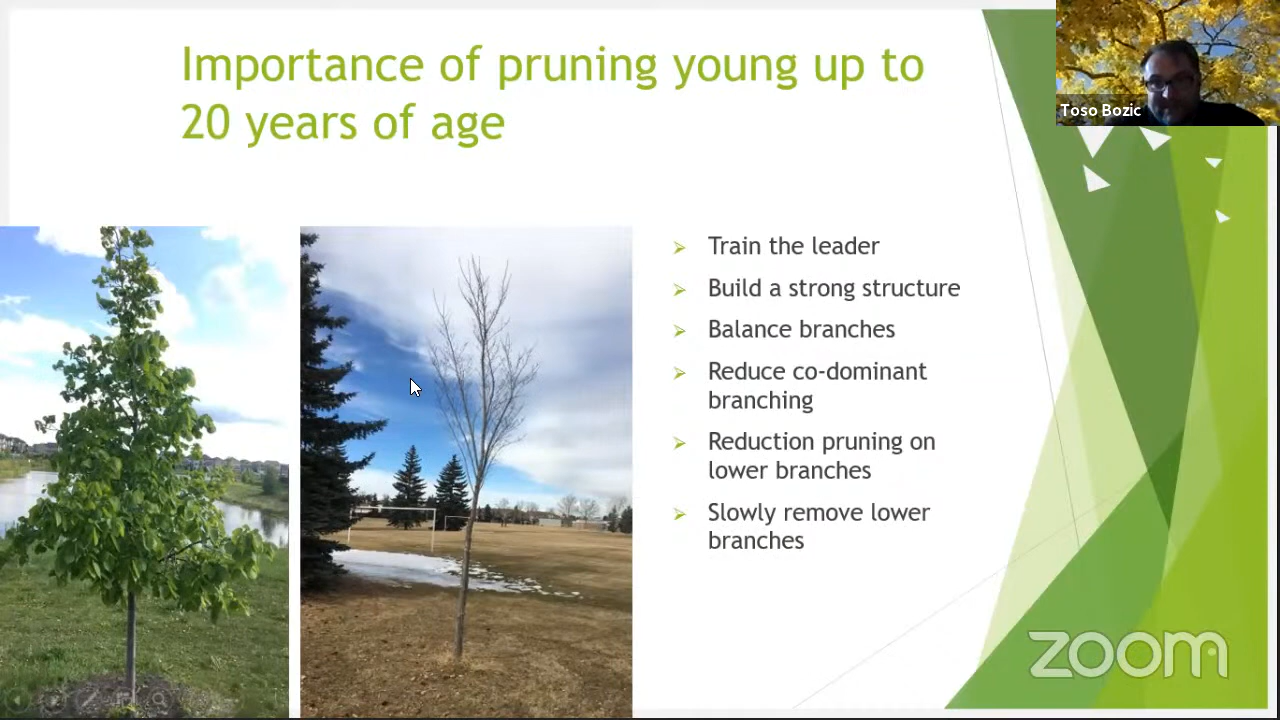 Importance of pruning young up to
20 years of age
Toso Bozic
Train the leader
Build a strong structure
Balance branches
Reduce co-dominant
branching
Reduction pruning on
lower branches
Slowly remove lower
branches
zoom